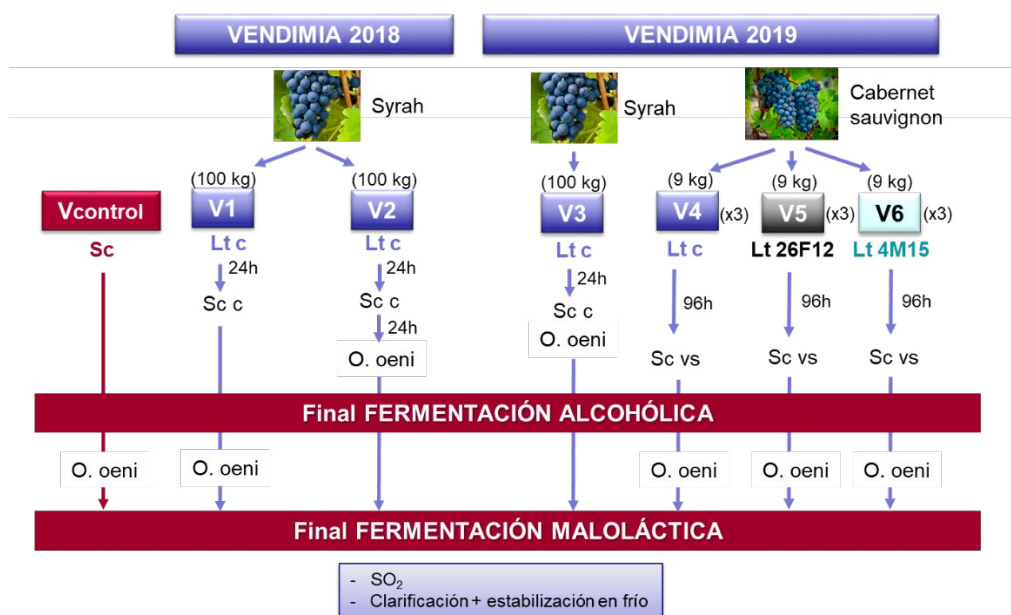 VENDIMIA 2018
VENDIMIA 2019
Syrah
Syrah
Cabernet
sauvignon
(100 kg)
(100 kg)
(100 kg)
(9 kg)
(9 kg)
(9 kg)
Vcontrol
V1
V2
V3
V4
(x3)
V5
(x3)
V6
(x3)
Sc
Lt c
Lt c
Lt c
Lt c
Lt 26F12
Lt 4M15
24h
24h
24h
96h
96h
96h
Sc c
Sc c
Sc c
24h
O. oeni
O. oeni
Sc vs
Sc vs
Sc vs
Final FERMENTACIÓN ALCOHÓLICA
O. oeni
O. oeni
O. oeni
O. oeni
O. oeni
Final FERMENTACIÓN MALOLÁCTICA
- SO₂
- Clarificación + estabilización en frío